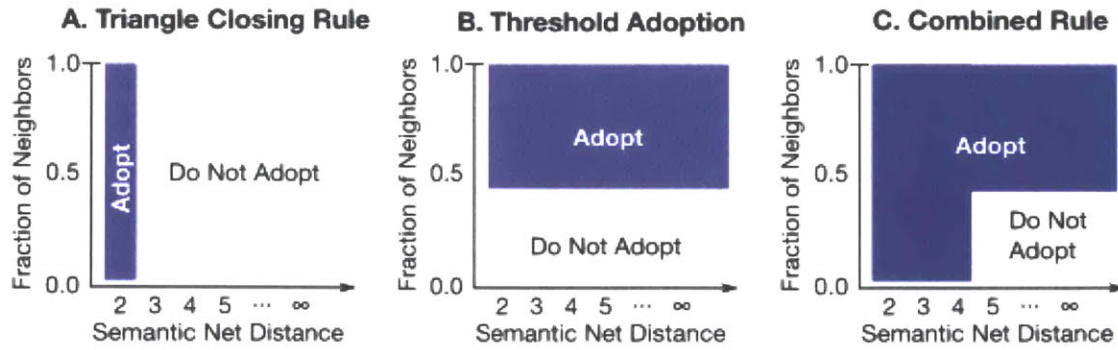 A. Triangle Closing Rule
Fraction of Neighbors
1.0
0.5
0.0
Adopt
Do Not Adopt
2 3 4 5 ... ∞
Semantic Net Distance
B. Threshold Adoption
Fraction of Neighbors
1.0
0.5
0.0
Adopt
Do Not Adopt
2 3 4 5 ... ∞
Semantic Net Distance
C. Combined Rule
Fraction of Neighbors
1.0
0.5
0.0
Adopt
Do Not
Adopt
2 3 4 5 ... ∞
Semantic Net Distance